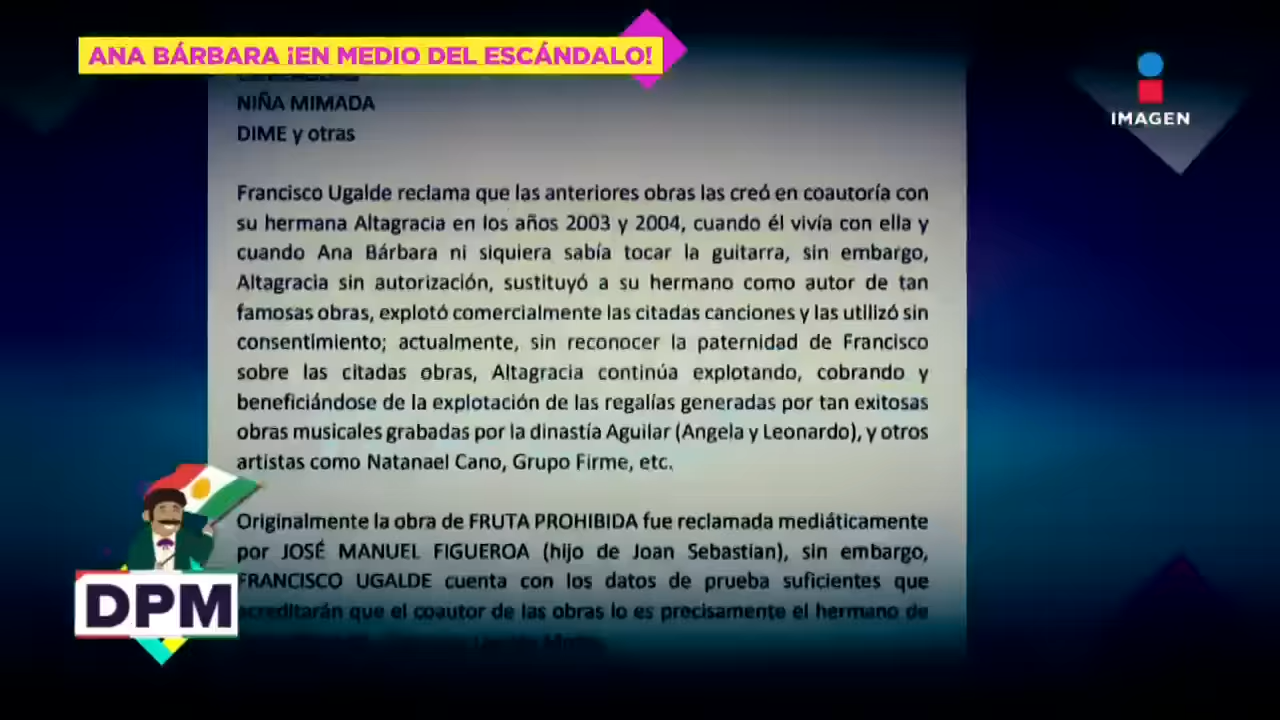 ANA BÁRBARA ¡EN MEDIO DEL ESCÁNDALO!
IMAGEN
NIÑA MIMADA
DIME y otras
Francisco Ugalde reclama que las anteriores obras las creó en coautoría con
su hermana Altagracia en los años 2003 y 2004, cuando él vivía con ella y
cuando Ana Bárbara ni siquiera sabía tocar la guitarra, sin embargo,
Altagracia sin autorización, sustituyó a su hermano como autor de tan
famosas obras, explotó comercialmente las citadas canciones y las utilizó sin
consentimiento; actualmente, sin reconocer la paternidad de Francisco
sobre las citadas obras, Altagracia continúa explotando, cobrando y
beneficiándose de la explotación de las regalías generadas por tan exitosas
obras musicales grabadas por la dinastía Aguilar (Angela y Leonardo), y otros
artistas como Natanael Cano, Grupo Firme, etc.
Originalmente la obra de FRUTA PROHIBIDA fue reclamada mediáticamente
por JOSÉ MANUEL FIGUEROA (hijo de Joan Sebastian), sin embargo,
FRANCISCO UGALDE cuenta con los datos de prueba suficientes que
acreditarán que el coautor de las obras lo es precisamente el hermano de
DPM